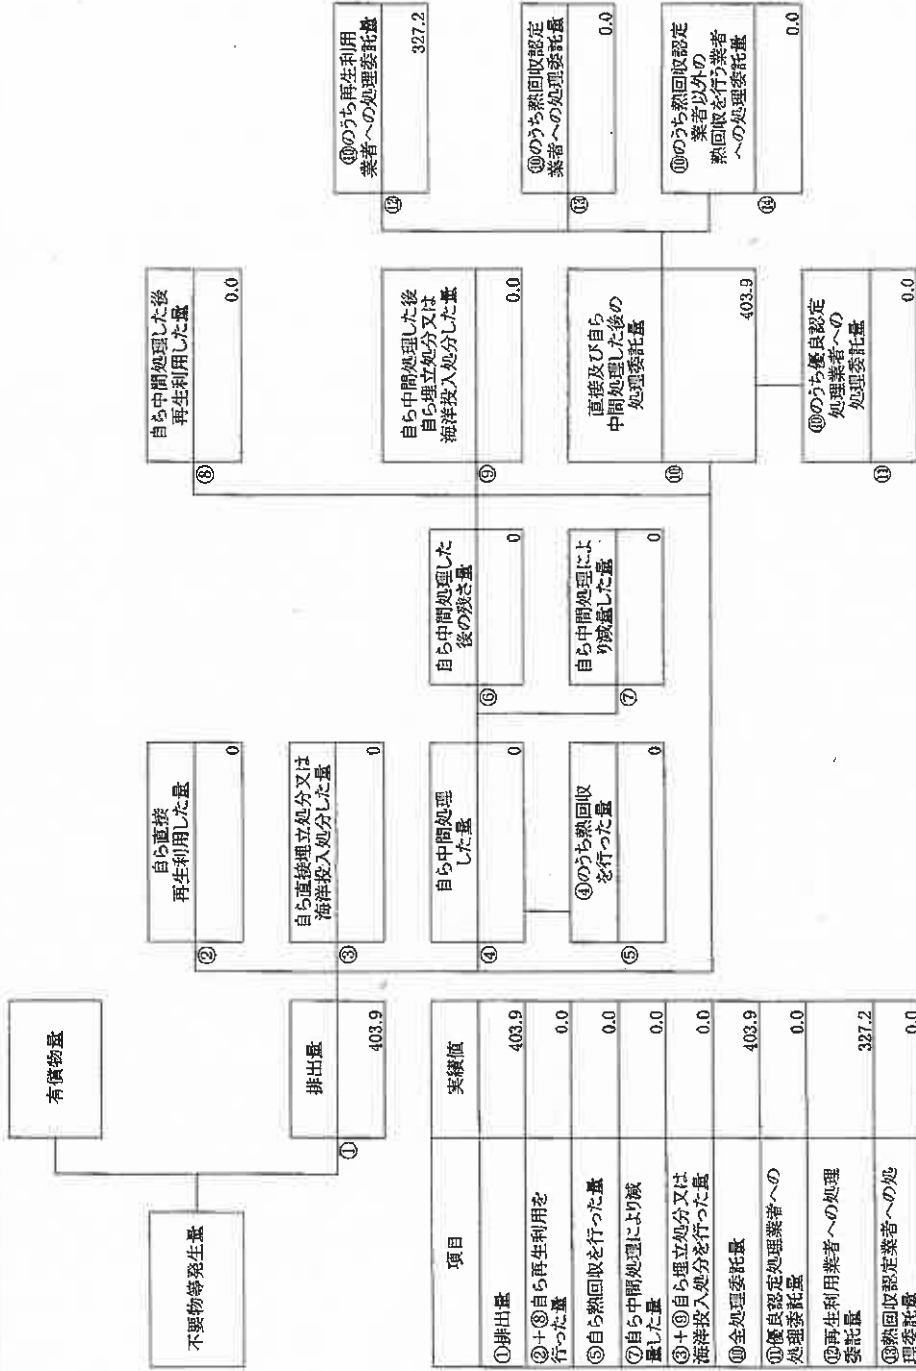 不要物等発生量
有償物量
排出量
①
403.9
自ら直接
再生利用した量
②
0
自ら直接埋立処分又は
海洋投入処分した量
③
0
自ら中間処理
した量
④
0
④のうち熱回収
を行った量
⑤
0
自ら中間処理した
後の残さ量
⑥
0
自ら中間処理によ
り減量した量
⑦
0
自ら中間処理した後
再生利用した量
⑧
0.0
自ら中間処理した後
自ら埋立処分又は
海洋投入処分した量
⑨
0.0
直接及び自ら
中間処理した後の
処理委託量
⑩
403.9
⑩のうち優良認定
処理業者への
処理委託量
⑪
0.0
⑩のうち再生利用
業者への処理委託量
⑫
327.2
⑩のうち熱回収認定
業者への処理委託量
⑬
0.0
⑩のうち熱回収認定
業者以外の
熱回収を行う業者
への処理委託量
⑭
0.0
項目 実績値
①排出量 403.9
②+⑧自ら再生利用を
行った量 0.0
⑤自ら熱回収を行った量 0.0
⑦自ら中間処理により減
量した量 0.0
③+⑨自ら埋立処分又は
海洋投入処分を行った量 0.0
⑩全処理委託量 403.9
⑪優良認定処理業者への
処理委託量 0.0
⑫再生利用業者への処理
委託量 327.2
⑬熱回収認定業者への処
理委託量 0.0